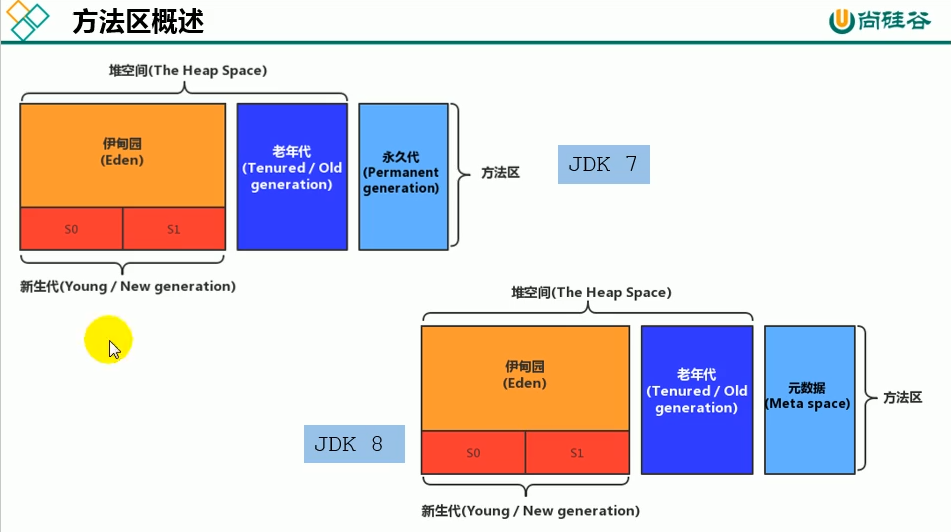 方法区概述
尚硅谷
堆空间(The Heap Space)
伊甸园
(Eden)
S0
S1
老年代
(Tenured / Old
generation)
永久代
(Permanent
generation)
方法区
JDK 7
新生代(Young / New generation)
堆空间(The Heap Space)
伊甸园
(Eden)
S0
S1
老年代
(Tenured / Old
generation)
元数据
(Meta space)
方法区
JDK 8
新生代(Young / New generation)